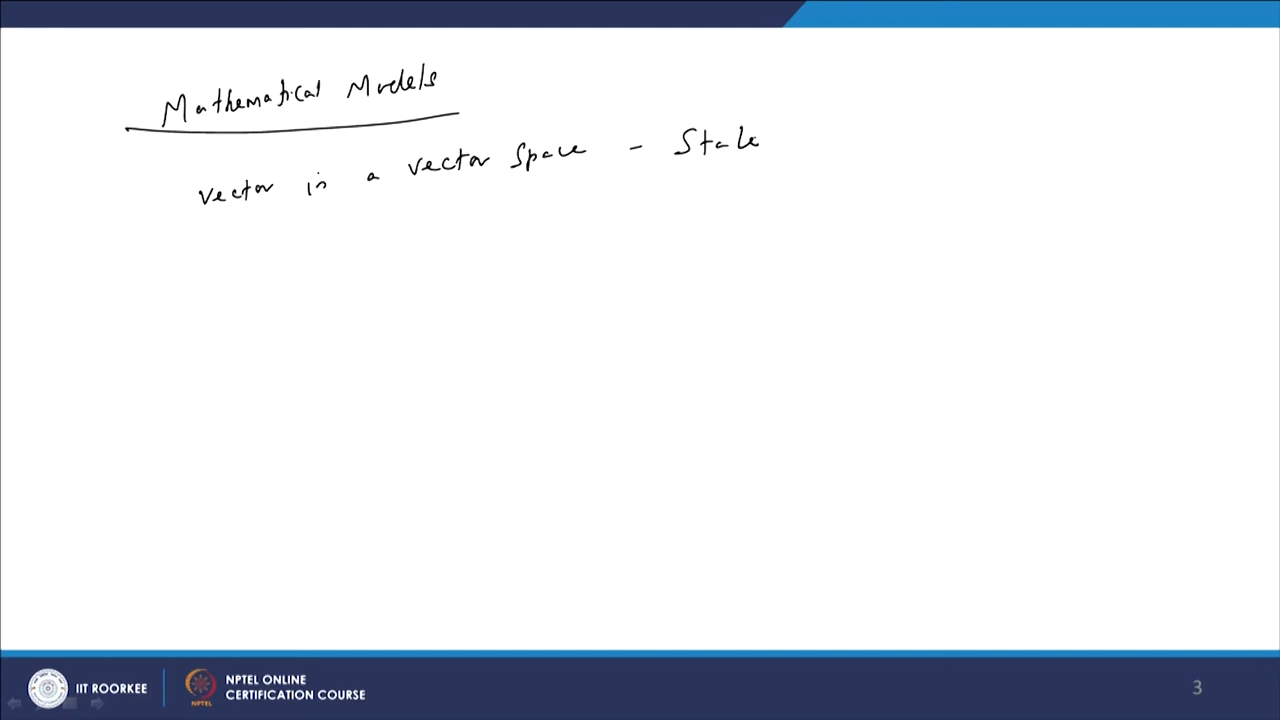 Mathematical Models
vector in a vector space - State
IIT ROORKEE
NPTEL ONLINE
CERTIFICATION COURSE
3